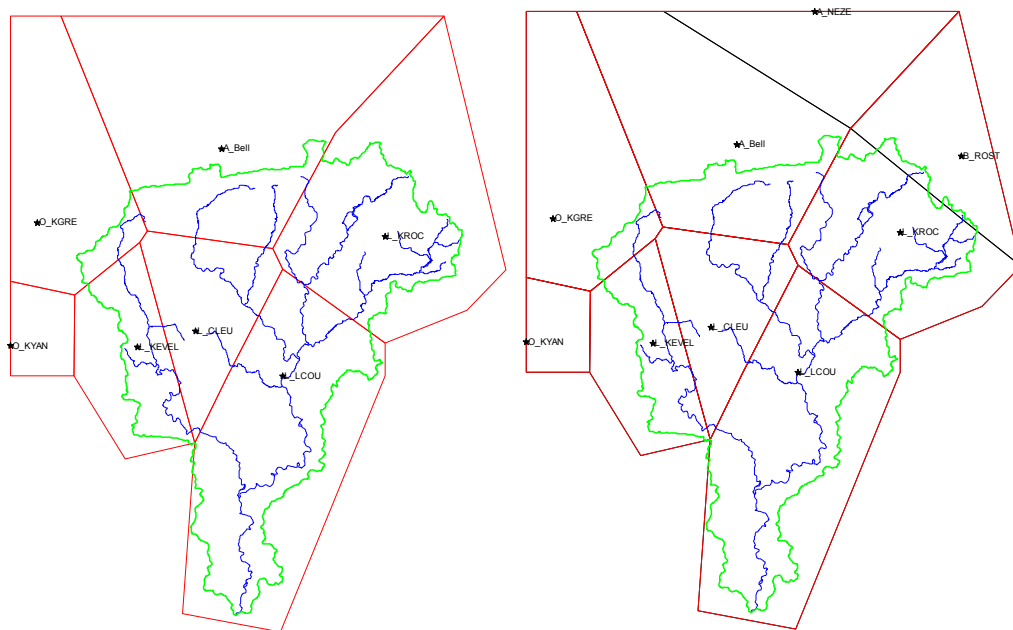 A_Bell
O_KGRE
L_KROC
L_CLEU
O_KYAN
L_KEVEL
L_LCOU
A_NEZE
A_Bell
B_ROST
O_KGRE
L_KROC
L_CLEU
O_KYAN
L_KEVEL
L_LCOU